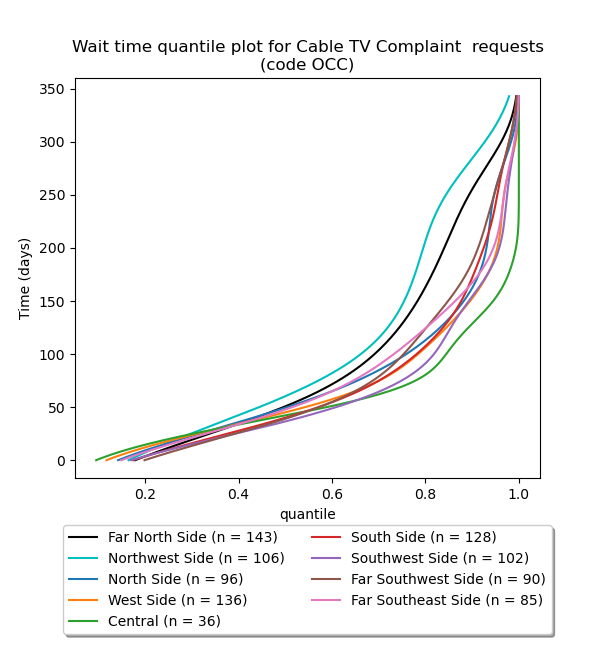 Wait time quantile plot for Cable TV Complaint  requests
(code OCC)
350
300
250
200
150
100
50
0
Time (days)
0.2
0.4
0.6
0.8
1.0
quantile
Far North Side (n = 143)
Northwest Side (n = 106)
North Side (n = 96)
West Side (n = 136)
Central (n = 36)
South Side (n = 128)
Southwest Side (n = 102)
Far Southwest Side (n = 90)
Far Southeast Side (n = 85)